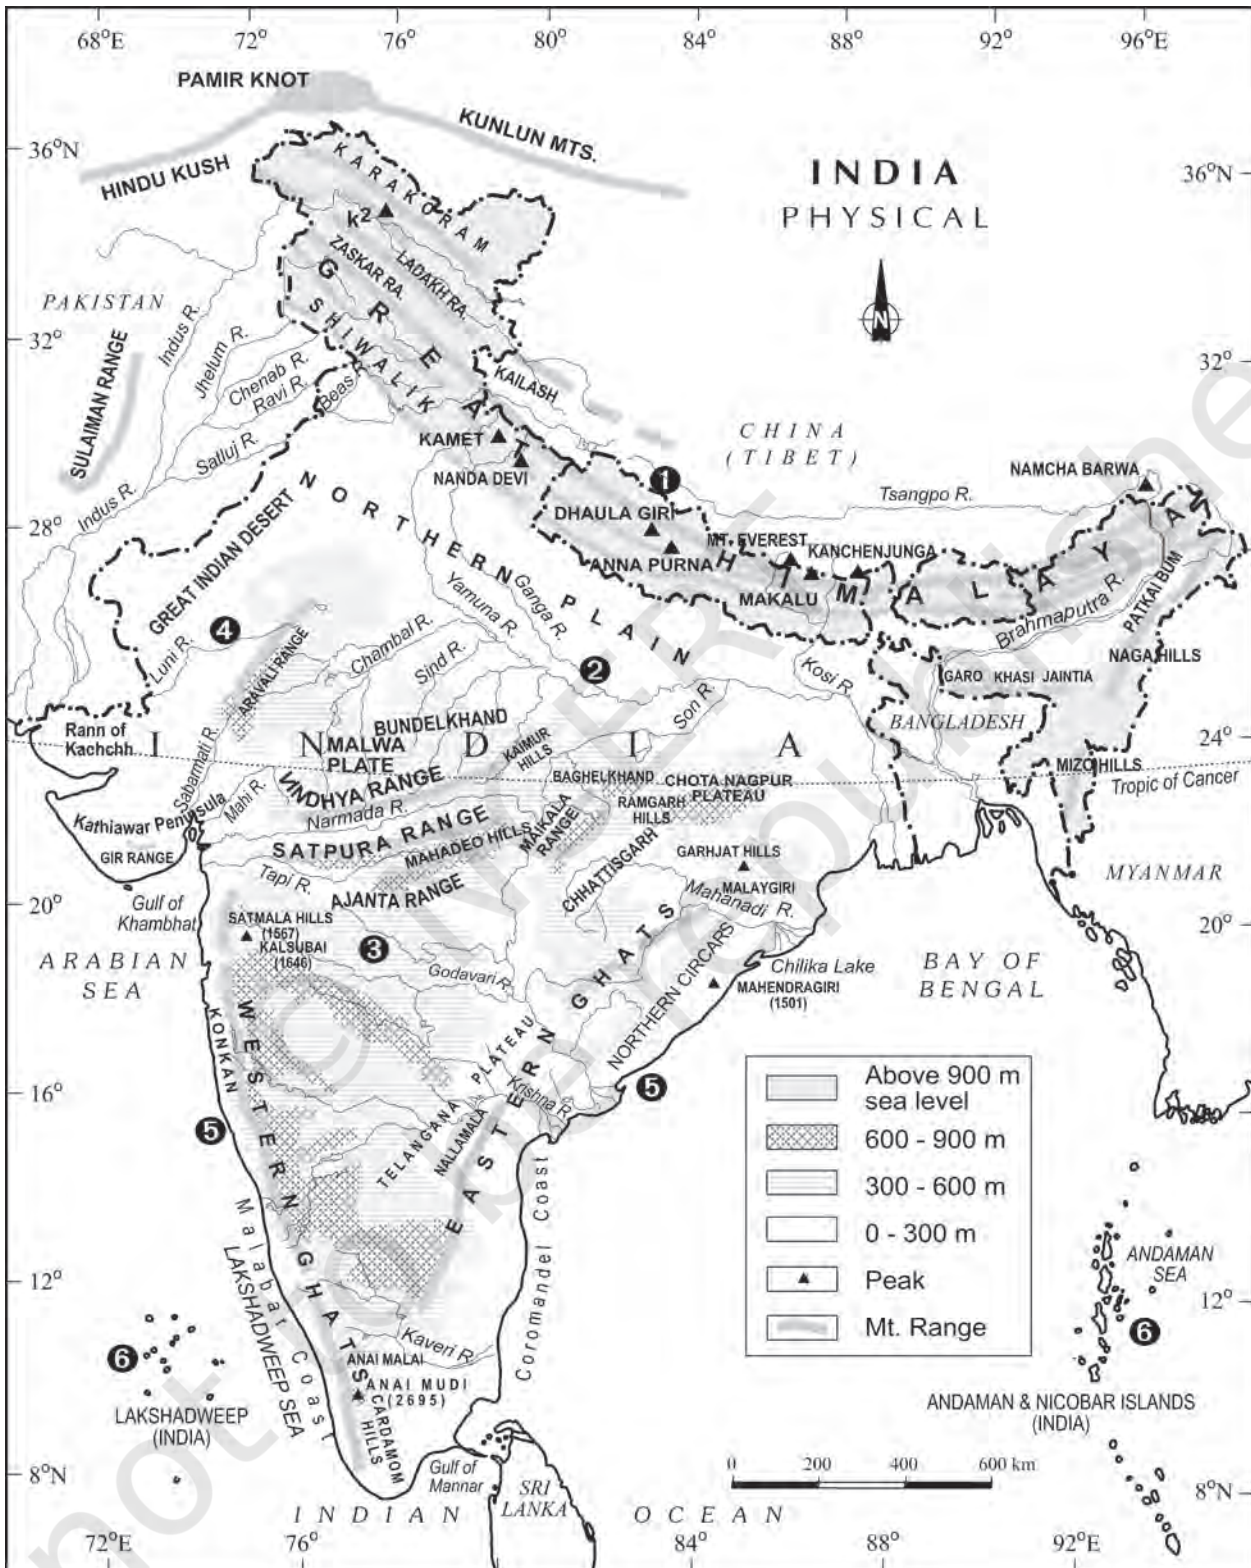 68°E 72° 76° 80° 84° 88° 92° 96°E
PAMIR KNOT
KUNLUN MTS.
HINDU KUSH
36°N
36°N
INDIA
PHYSICAL
KARAKORAM
k²
LADAKH RA.
ZASKAR RA.
GREAT HIMALAYA
SHIWALIK
N
PAKISTAN
SULAIMAN RANGE
Indus R.
Jhelum R.
Chenab R.
Ravi R.
Beas R.
Satluj R.
Indus R.
32°
32°
KAILASH
KAMET
NANDA DEVI
CHINA
(TIBET)
NAMCHA BARWA
Tsangpo R.
1
28°
28°
DHAULA GIRI
MT. EVEREST
KANCHENJUNGA
ANNA PURNA
MAKALU
NORTHERN PLAIN
GREAT INDIAN DESERT
Yamuna R.
Ganga R.
Brahmaputra R.
PATKAI BUM
NAGA HILLS
4
Luni R.
ARAVALI RANGE
Chambal R.
Sind R.
2
Kosi R.
GARO KHASI JAINTIA
Son R.
BANGLADESH
BUNDELKHAND
Rann of
Kachchh
INDIA
24°
24°
MALWA
PLATE
KAIMUR
HILLS
Sabarmati R.
Mahi R.
VINDHYA RANGE
BAGHELKHAND
CHOTA NAGPUR
PLATEAU
MIZO HILLS
Tropic of Cancer
Kathiawar Peninsula
Narmada R.
RAMGARH
HILLS
GIR RANGE
SATPURA RANGE
MAHADEO HILLS
MAIKALA
RANGE
CHHATTISGARH
GARHJAT HILLS
MALAYGIRI
MYANMAR
Tapi R.
AJANTA RANGE
Mahanadi R.
20°
20°
Gulf of
Khambhat
SATMALA HILLS
(1567)
KALSUBAI
(1646)
3
Godavari R.
ARABIAN
SEA
Chilika Lake
MAHENDRAGIRI
(1501)
BAY OF
BENGAL
NORTHERN CIRCARS
EASTERN GHATS
WESTERN GHATS
KONKAN
TELANGANA PLATEAU
Krishna R.
NALLAMALA
16°
16°
5
5
Above 900 m
sea level
600 - 900 m
300 - 600 m
0 - 300 m
Peak
Mt. Range
Malabar Coast
LAKSHADWEEP SEA
Coromandel Coast
12°
12°
ANDAMAN
SEA
6
6
Kaveri R.
ANAI MALAI
ANAI MUDI
(2695)
CARDAMOM
HILLS
LAKSHADWEEP
(INDIA)
ANDAMAN & NICOBAR ISLANDS
(INDIA)
8°N
8°N
Gulf of
Mannar
SRI
LANKA
0 200 400 600 km
INDIAN OCEAN
72°E 76° 80° 84° 88° 92°E